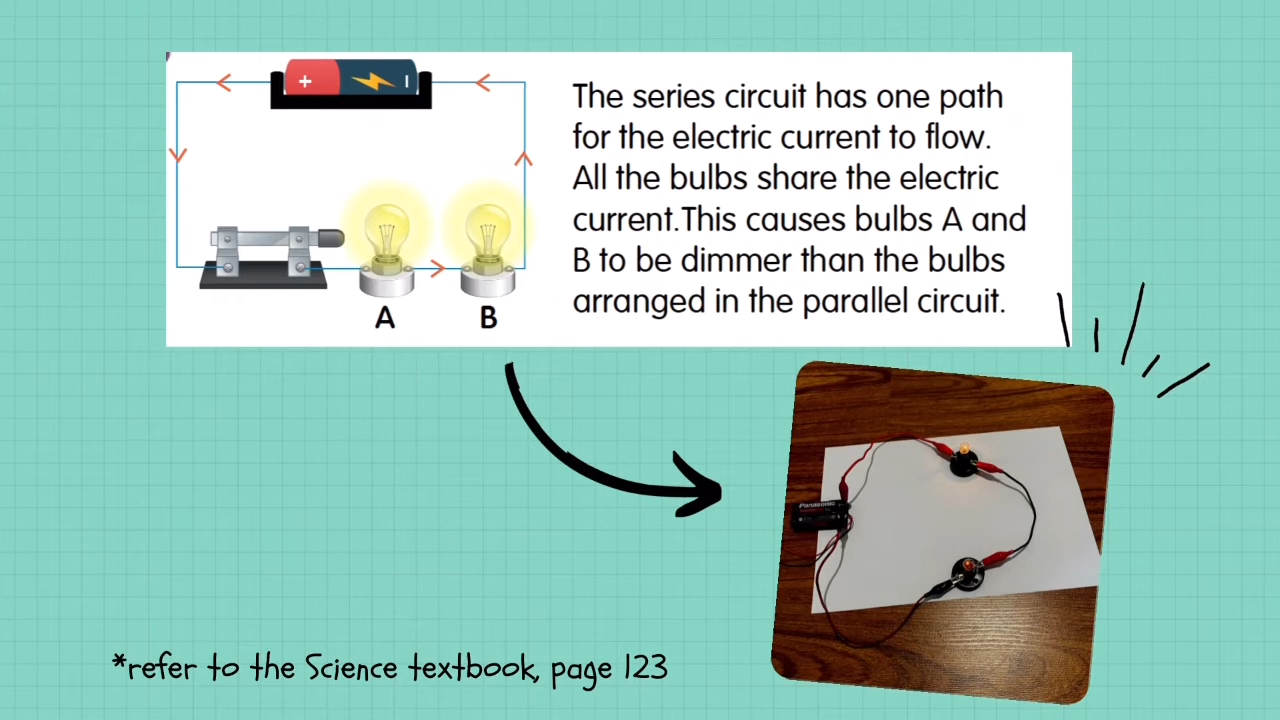 The series circuit has one path
for the electric current to flow.
All the bulbs share the electric
current.This causes bulbs A and
B to be dimmer than the bulbs
arranged in the parallel circuit.
+
A
B
Panasonic
*refer to the Science textbook, page 123